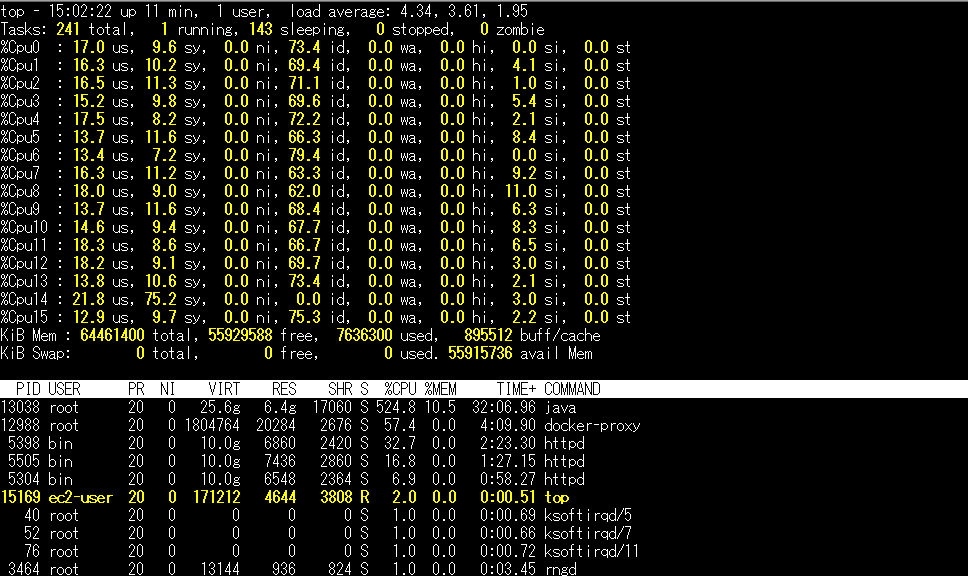 top - 15:02:22 up 11 min,  1 user,  load average: 4.34, 3.61, 1.95
Tasks: 241 total,   1 running, 143 sleeping,   0 stopped,   0 zombie
%Cpu0  : 17.0 us,  9.6 sy,  0.0 ni, 73.4 id,  0.0 wa,  0.0 hi,  0.0 si,  0.0 st
%Cpu1  : 16.3 us, 10.2 sy,  0.0 ni, 69.4 id,  0.0 wa,  0.0 hi,  4.1 si,  0.0 st
%Cpu2  : 16.5 us, 11.3 sy,  0.0 ni, 71.1 id,  0.0 wa,  0.0 hi,  1.0 si,  0.0 st
%Cpu3  : 15.2 us,  9.8 sy,  0.0 ni, 69.6 id,  0.0 wa,  0.0 hi,  5.4 si,  0.0 st
%Cpu4  : 17.5 us,  8.2 sy,  0.0 ni, 72.2 id,  0.0 wa,  0.0 hi,  2.1 si,  0.0 st
%Cpu5  : 13.7 us, 11.6 sy,  0.0 ni, 66.3 id,  0.0 wa,  0.0 hi,  8.4 si,  0.0 st
%Cpu6  : 13.4 us,  7.2 sy,  0.0 ni, 79.4 id,  0.0 wa,  0.0 hi,  0.0 si,  0.0 st
%Cpu7  : 16.3 us, 11.2 sy,  0.0 ni, 63.3 id,  0.0 wa,  0.0 hi,  9.2 si,  0.0 st
%Cpu8  : 18.0 us,  9.0 sy,  0.0 ni, 62.0 id,  0.0 wa,  0.0 hi, 11.0 si,  0.0 st
%Cpu9  : 13.7 us, 11.6 sy,  0.0 ni, 68.4 id,  0.0 wa,  0.0 hi,  6.3 si,  0.0 st
%Cpu10 : 14.6 us,  9.4 sy,  0.0 ni, 67.7 id,  0.0 wa,  0.0 hi,  8.3 si,  0.0 st
%Cpu11 : 18.3 us,  8.6 sy,  0.0 ni, 66.7 id,  0.0 wa,  0.0 hi,  6.5 si,  0.0 st
%Cpu12 : 18.2 us,  9.1 sy,  0.0 ni, 69.7 id,  0.0 wa,  0.0 hi,  3.0 si,  0.0 st
%Cpu13 : 13.8 us, 10.6 sy,  0.0 ni, 73.4 id,  0.0 wa,  0.0 hi,  2.1 si,  0.0 st
%Cpu14 : 21.8 us, 75.2 sy,  0.0 ni,  0.0 id,  0.0 wa,  0.0 hi,  3.0 si,  0.0 st
%Cpu15 : 12.9 us,  9.7 sy,  0.0 ni, 75.3 id,  0.0 wa,  0.0 hi,  2.2 si,  0.0 st
KiB Mem : 64461400 total, 55929588 free,  7636300 used,   895512 buff/cache
KiB Swap:        0 total,        0 free,        0 used. 55915736 avail Mem
  PID USER      PR  NI    VIRT    RES    SHR S  %CPU %MEM     TIME+ COMMAND
13038 root      20   0   25.6g   6.4g  17060 S 524.8 10.5  32:06.96 java
12988 root      20   0 1804764  20284   2676 S  57.4  0.0   4:09.90 docker-proxy
 5398 bin       20   0   10.0g   6860   2420 S  32.7  0.0   2:23.30 httpd
 5505 bin       20   0   10.0g   7436   2860 S  16.8  0.0   1:27.15 httpd
 5304 bin       20   0   10.0g   6548   2364 S   6.9  0.0   0:58.27 httpd
15169 ec2-user  20   0  171212   4644   3808 R   2.0  0.0   0:00.51 top
   40 root      20   0       0      0      0 S   1.0  0.0   0:00.69 ksoftirqd/5
   52 root      20   0       0      0      0 S   1.0  0.0   0:00.66 ksoftirqd/7
   76 root      20   0       0      0      0 S   1.0  0.0   0:00.72 ksoftirqd/11
 3464 root      20   0   13144    936    824 S   1.0  0.0   0:03.45 rngd